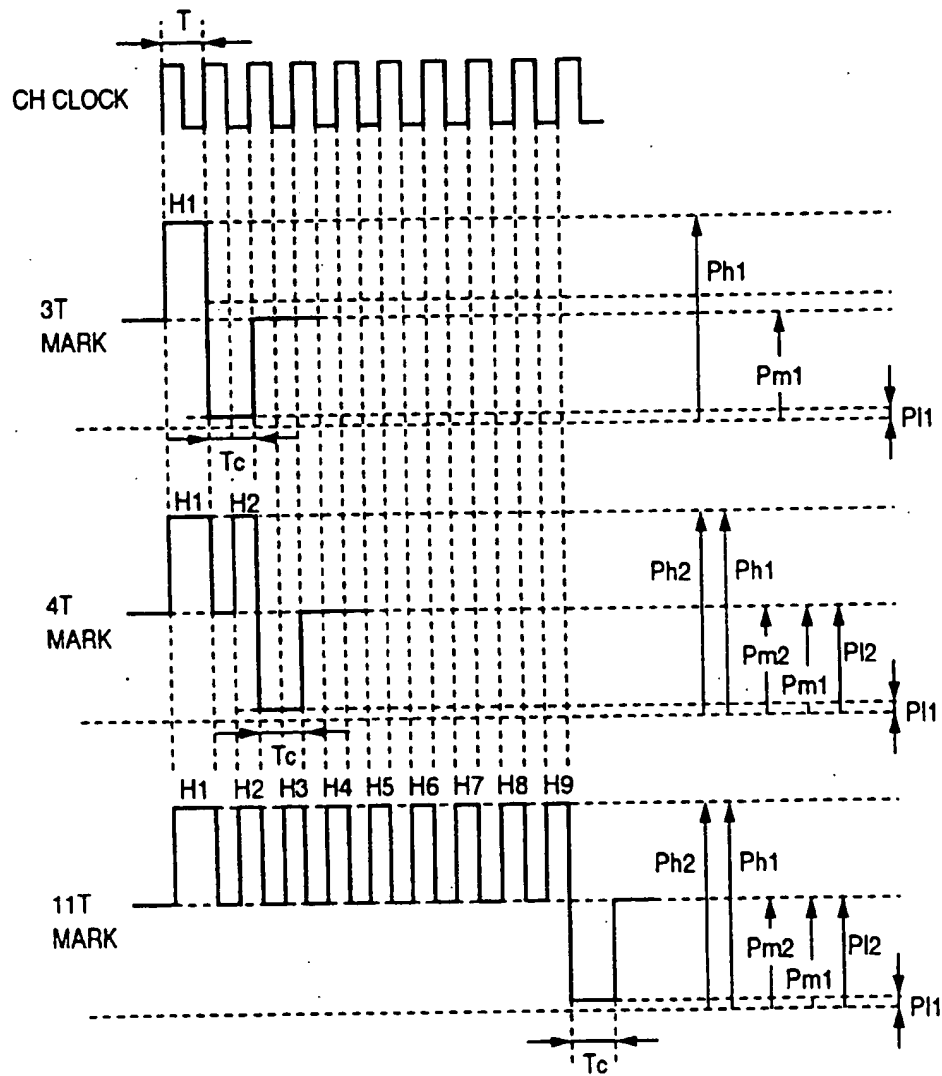 T
CH CLOCK
H1
3T
MARK
Ph1
Pm1
Pl1
Tc
H1 H2
4T
MARK
Ph2 Ph1
Pm2 Pm1 Pl2
Pl1
Tc
H1 H2 H3 H4 H5 H6 H7 H8 H9
11T
MARK
Ph2 Ph1
Pm2 Pm1 Pl2
Pl1
Tc